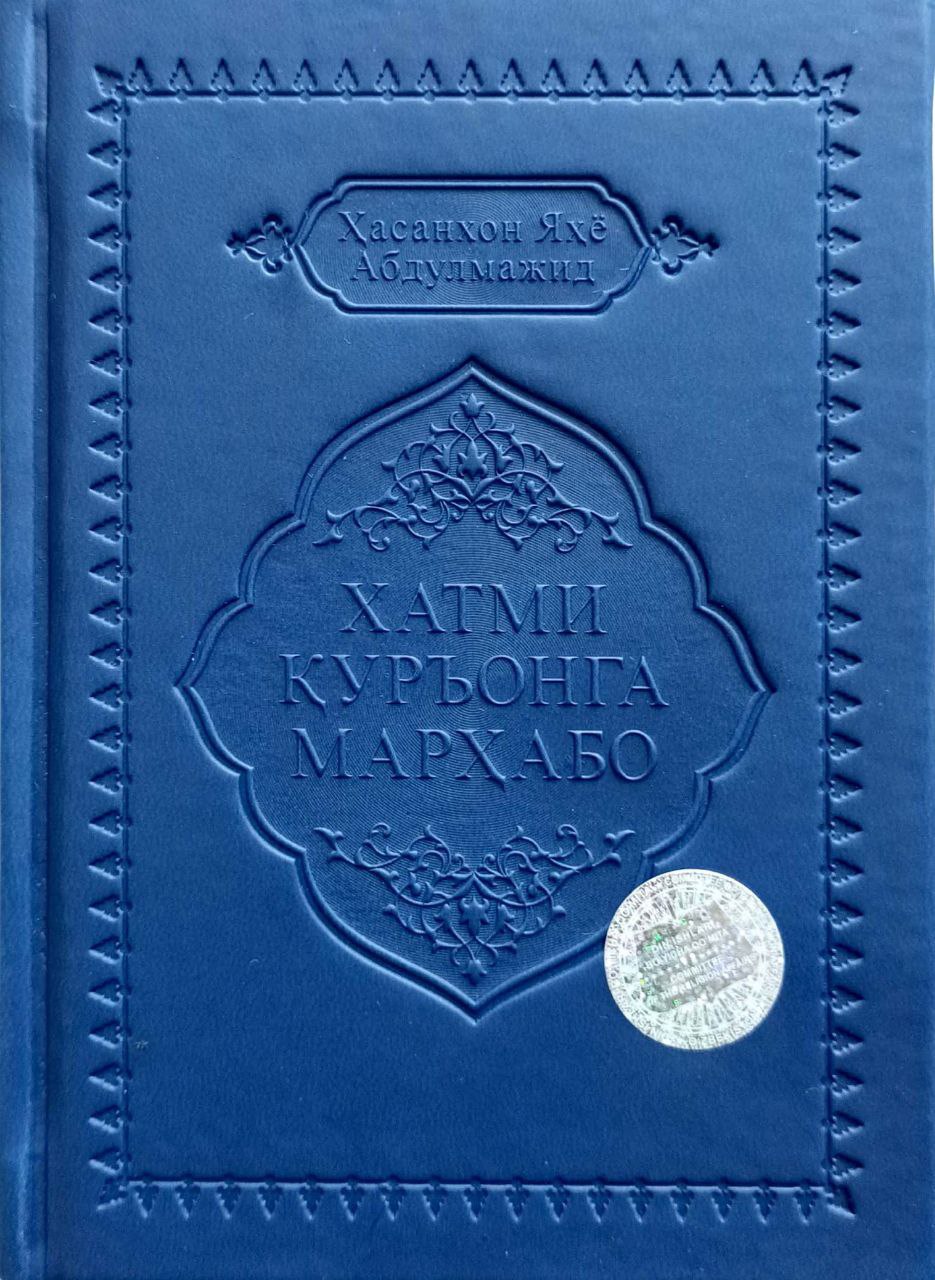 Ҳасанхон Яҳё
Абдулмажид
ХАТМИ
ҚУРЪОНГА
МАРҲАБО